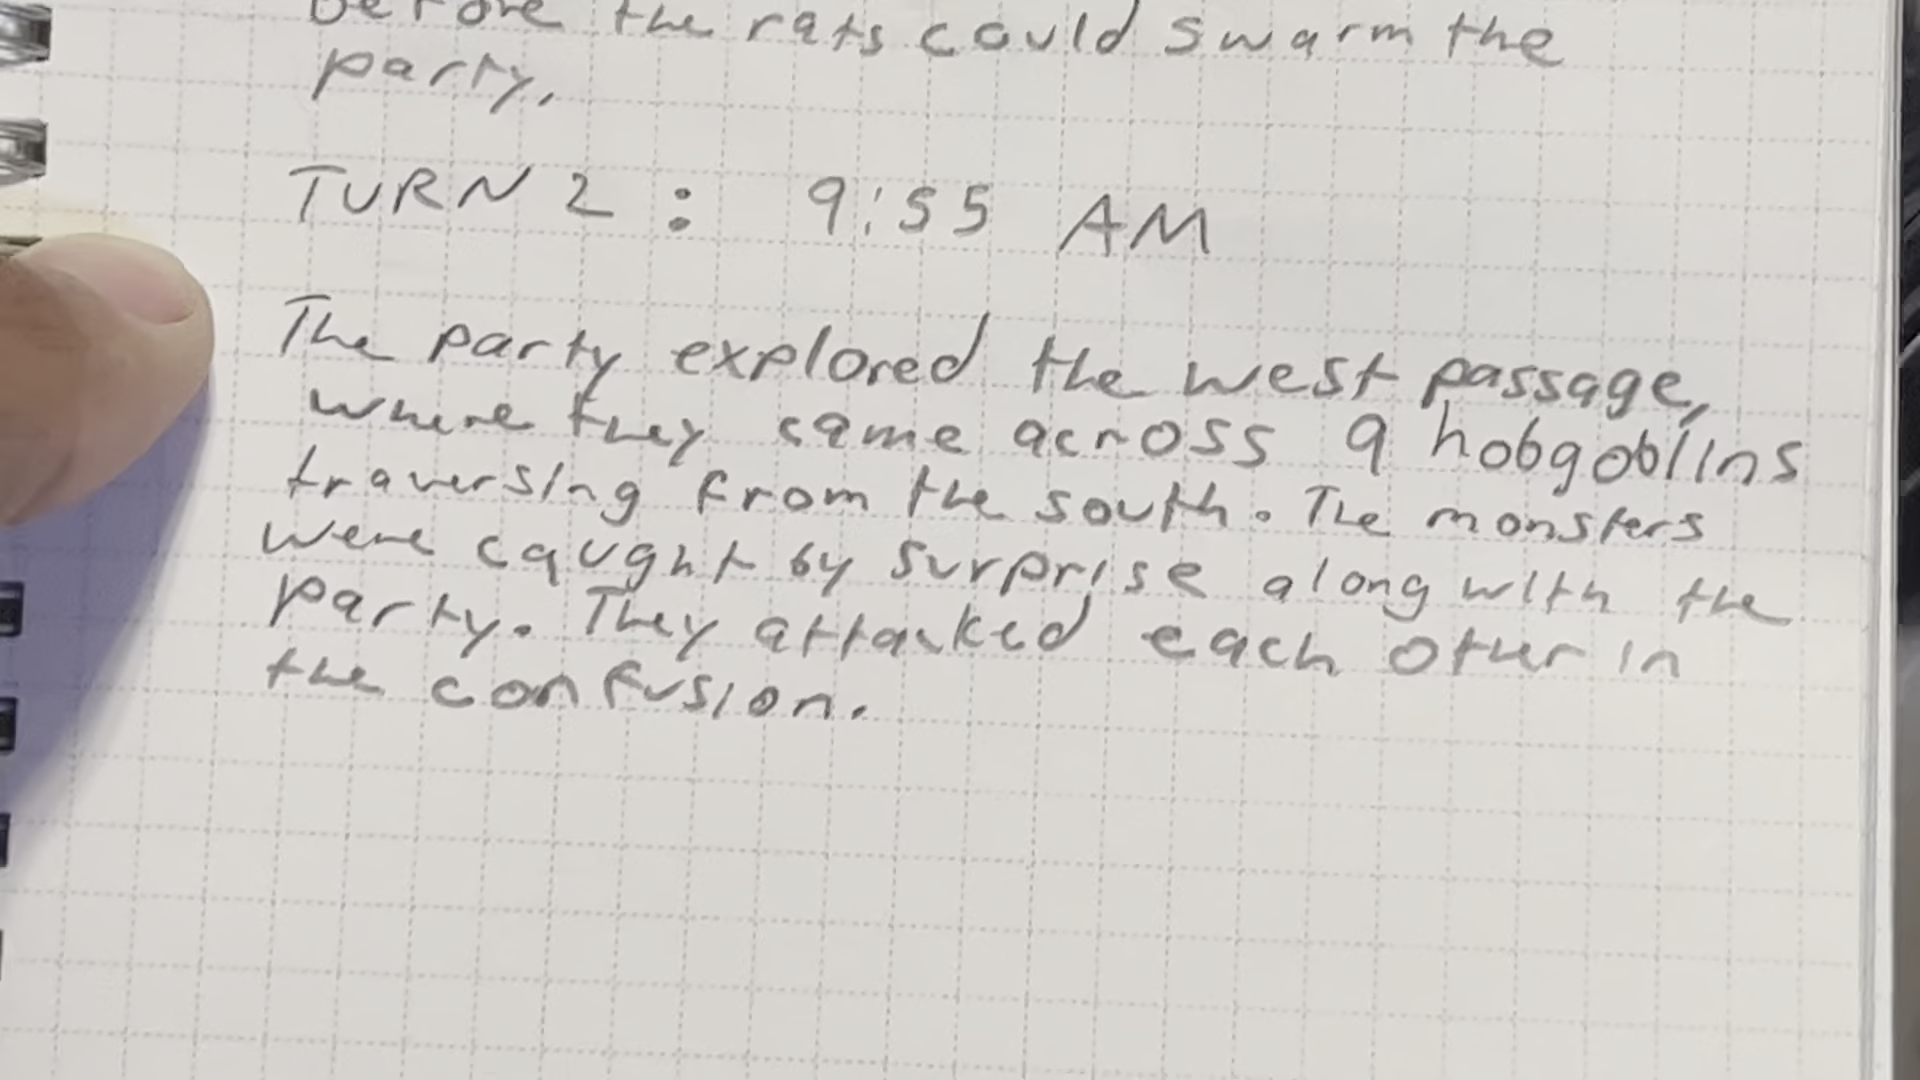 before the rats could swarm the
party.
TURN 2: 9:55 AM
The party explored the west passage,
where they came across 9 hobgoblins
traversing from the south. The monsters
were caught by surprise along with the
party. They attacked each other in
the confusion.